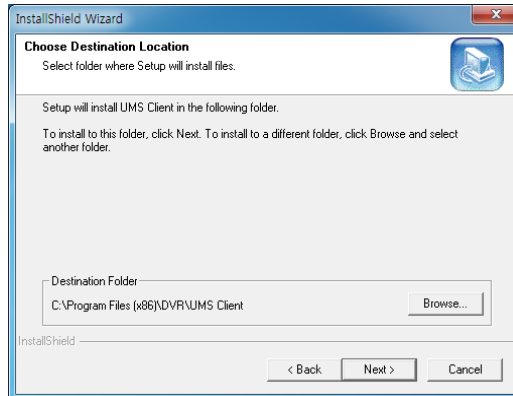 InstallShield Wizard
Choose Destination Location
Select folder where Setup will install files.
Setup will install UMS Client in the following folder.
To install to this folder, click Next. To install to a different folder, click Browse and select
another folder.
Destination Folder
C:\Program Files (x86)\DVR\UMS Client
Browse...
InstallShield
< Back
Next >
Cancel